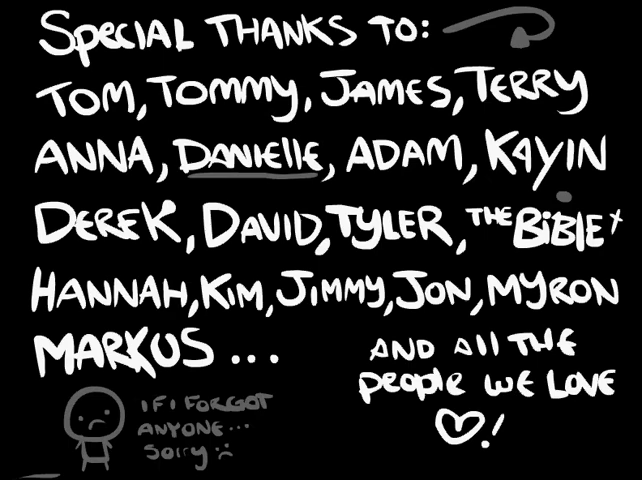 SPECIAL THANKS TO:
TOM, TOMMY, JAMES, TERRY
ANNA, DANIELLE, ADAM, KAYIN
DEREK, DAVID, TYLER, THE BIBLE
HANNAH, KIM, JIMMY, JON, MYRON
MARKUS ...
AND ALL THE
PEOPLE WE LOVE
♡!
IF I FORGOT
ANYONE...
SORRY :(